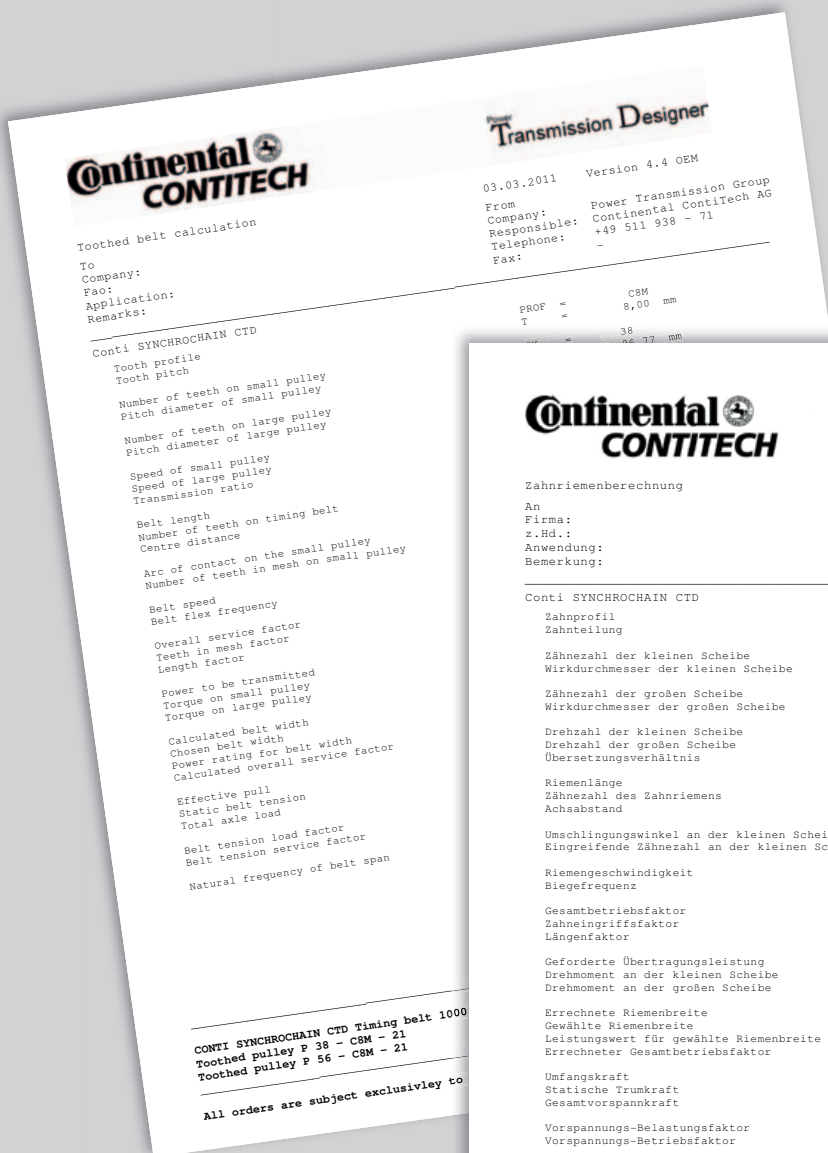 Continental
CONTITECH
Power
Transmission Designer
03.03.2011 Version 4.4 OEM
From
Company: Power Transmission Group
Responsible: Continental ContiTech AG
Telephone: +49 511 938 - 71
Fax: -
Toothed belt calculation
To
Company:
Fao:
Application:
Remarks:
Conti SYNCHROCHAIN CTD
Tooth profile PROF = C8M
Tooth pitch T = 8,00 mm
Number of teeth on small pulley 38
Pitch diameter of small pulley
Number of teeth on large pulley
Pitch diameter of large pulley
Speed of small pulley
Speed of large pulley
Transmission ratio
Belt length
Number of teeth on timing belt
Centre distance
Arc of contact on the small pulley
Number of teeth in mesh on small pulley
Belt speed
Belt flex frequency
Overall service factor
Teeth in mesh factor
Length factor
Power to be transmitted
Torque on small pulley
Torque on large pulley
Calculated belt width
Chosen belt width
Power rating for belt width
Calculated overall service factor
Effective pull
Static belt tension
Total axle load
Belt tension load factor
Belt tension service factor
Natural frequency of belt span
CONTI SYNCHROCHAIN CTD Timing belt 1000
Toothed pulley P 38 - C8M - 21
Toothed pulley P 56 - C8M - 21
All orders are subject exclusivley to
Continental
CONTITECH
Zahnriemenberechnung
An
Firma:
z.Hd.:
Anwendung:
Bemerkung:
Conti SYNCHROCHAIN CTD
Zahnprofil
Zahnteilung
Zähnezahl der kleinen Scheibe
Wirkdurchmesser der kleinen Scheibe
Zähnezahl der großen Scheibe
Wirkdurchmesser der großen Scheibe
Drehzahl der kleinen Scheibe
Drehzahl der großen Scheibe
Übersetzungsverhältnis
Riemenlänge
Zähnezahl des Zahnriemens
Achsabstand
Umschlingungswinkel an der kleinen Schei
Eingreifende Zähnezahl an der kleinen Sc
Riemengeschwindigkeit
Biegefrequenz
Gesamtbetriebsfaktor
Zahneingriffsfaktor
Längenfaktor
Geforderte Übertragungsleistung
Drehmoment an der kleinen Scheibe
Drehmoment an der großen Scheibe
Errechnete Riemenbreite
Gewählte Riemenbreite
Leistungswert für gewählte Riemenbreite
Errechneter Gesamtbetriebsfaktor
Umfangskraft
Statische Trumkraft
Gesamtvorspannkraft
Vorspannungs-Belastungsfaktor
Vorspannungs-Betriebsfaktor